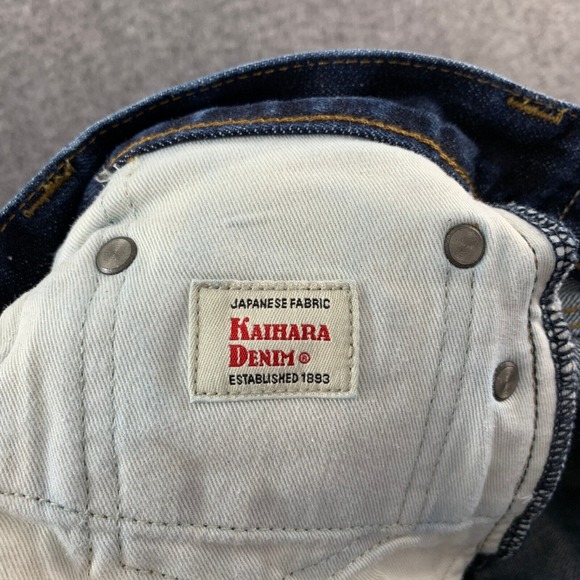 JAPANESE FABRIC
KAIHARA
DENIM ®
ESTABLISHED 1893